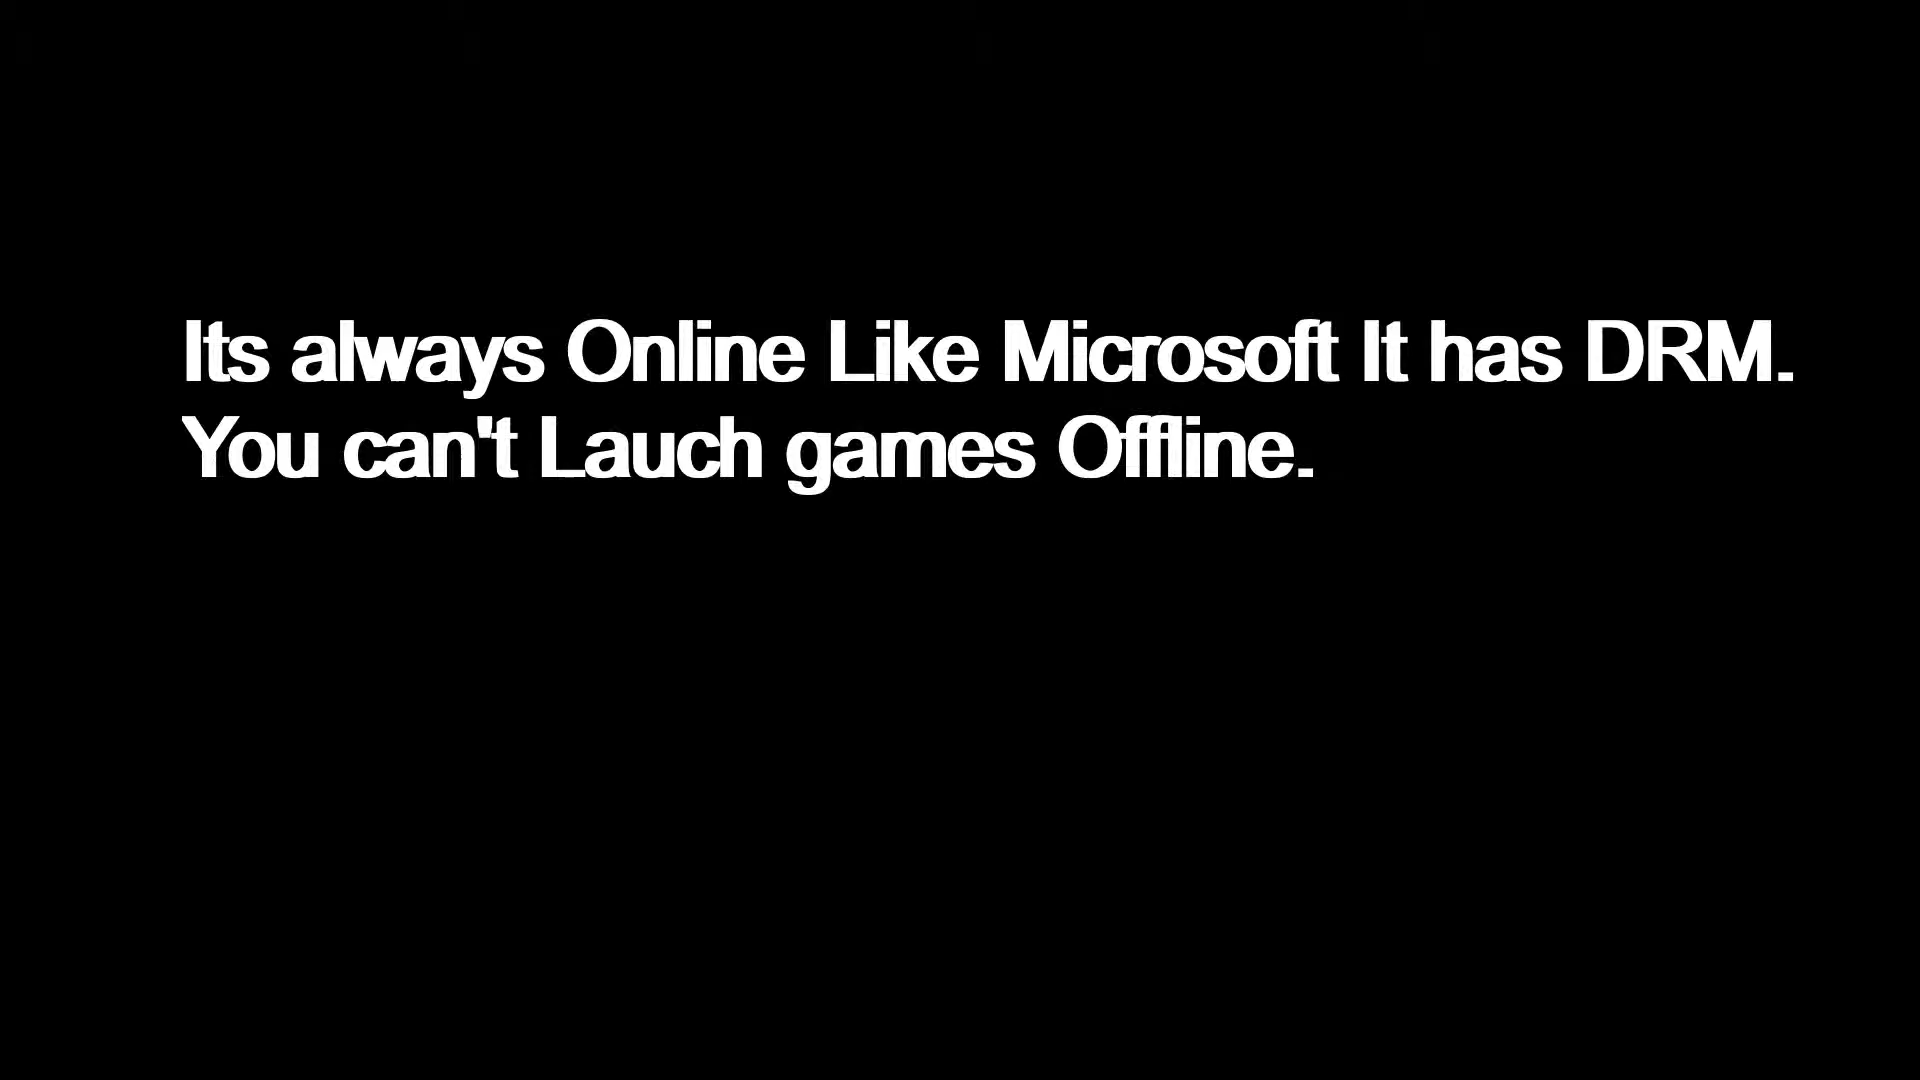 Its always Online Like Microsoft It has DRM.
You can't Lauch games Offline.